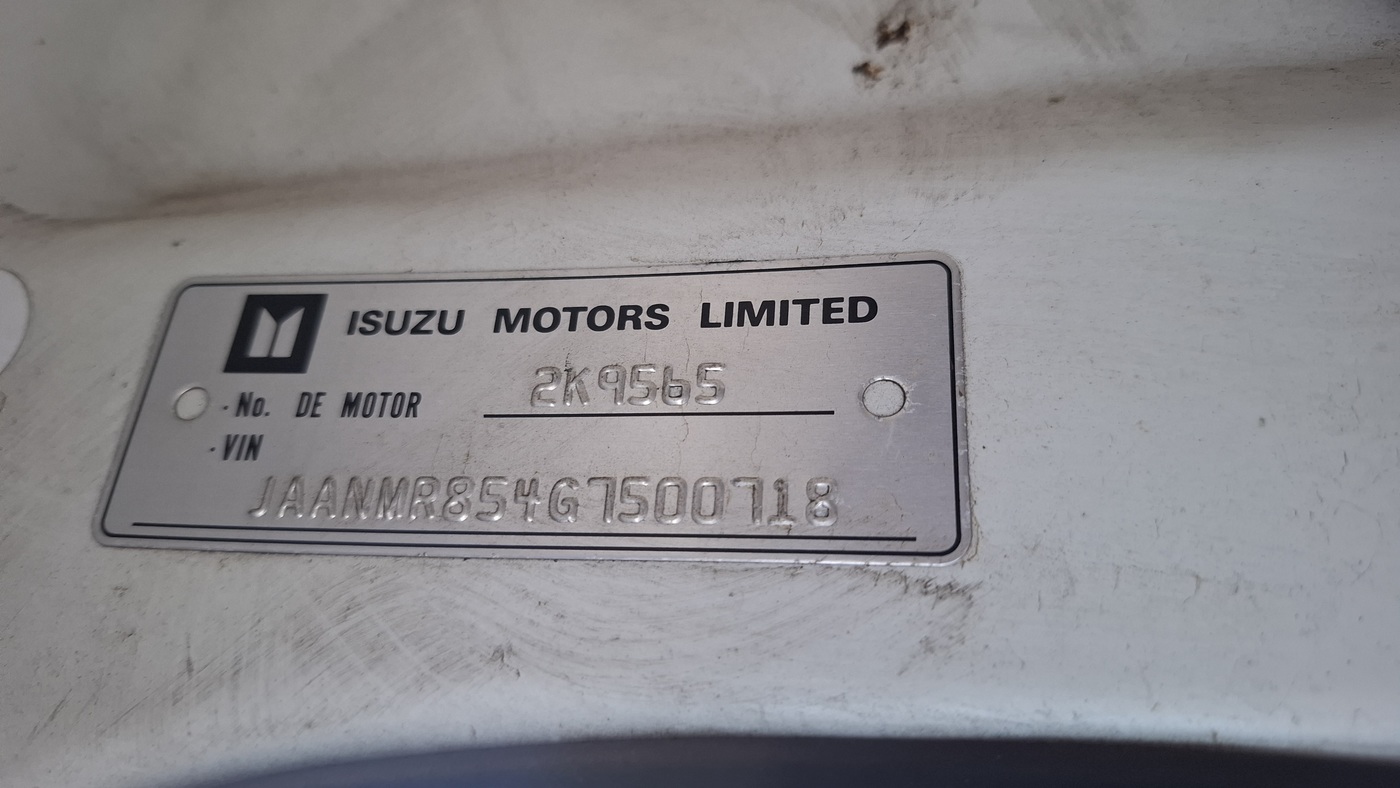 ISUZU MOTORS LIMITED
·No. DE MOTOR 2K9565
·VIN
JAANMR854G7500718